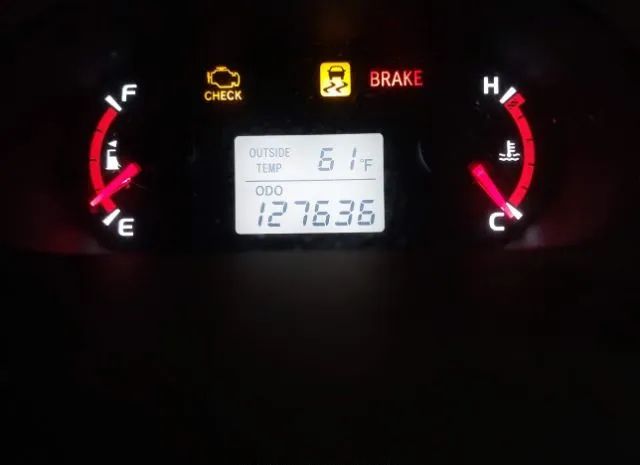 F
CHECK
BRAKE
H
OUTSIDE
TEMP
61°F
ODO
127636
E
C